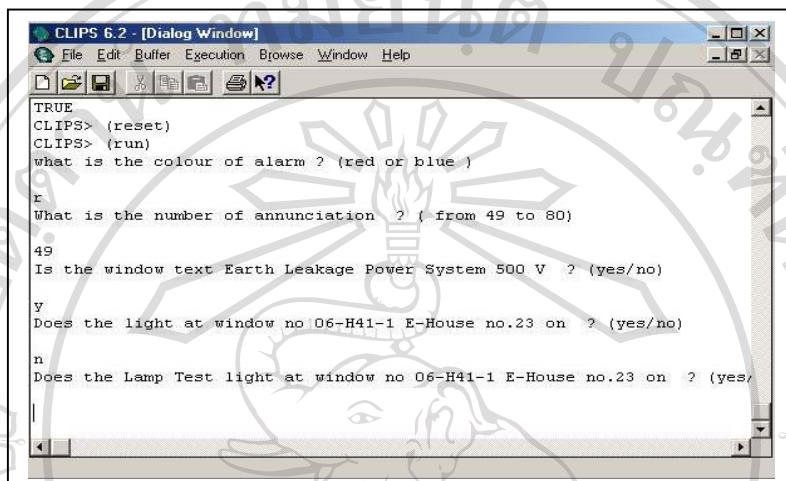 CLIPS 6.2 - [Dialog Window]
File Edit Buffer Execution Browse Window Help
TRUE
CLIPS> (reset)
CLIPS> (run)
what is the colour of alarm ? (red or blue )
r
What is the number of annunciation ? ( from 49 to 80)
49
Is the window text Earth Leakage Power System 500 V ? (yes/no)
y
Does the light at window no 06-H41-1 E-House no.23 on ? (yes/no)
n
Does the Lamp Test light at window no 06-H41-1 E-House no.23 on ? (yes/